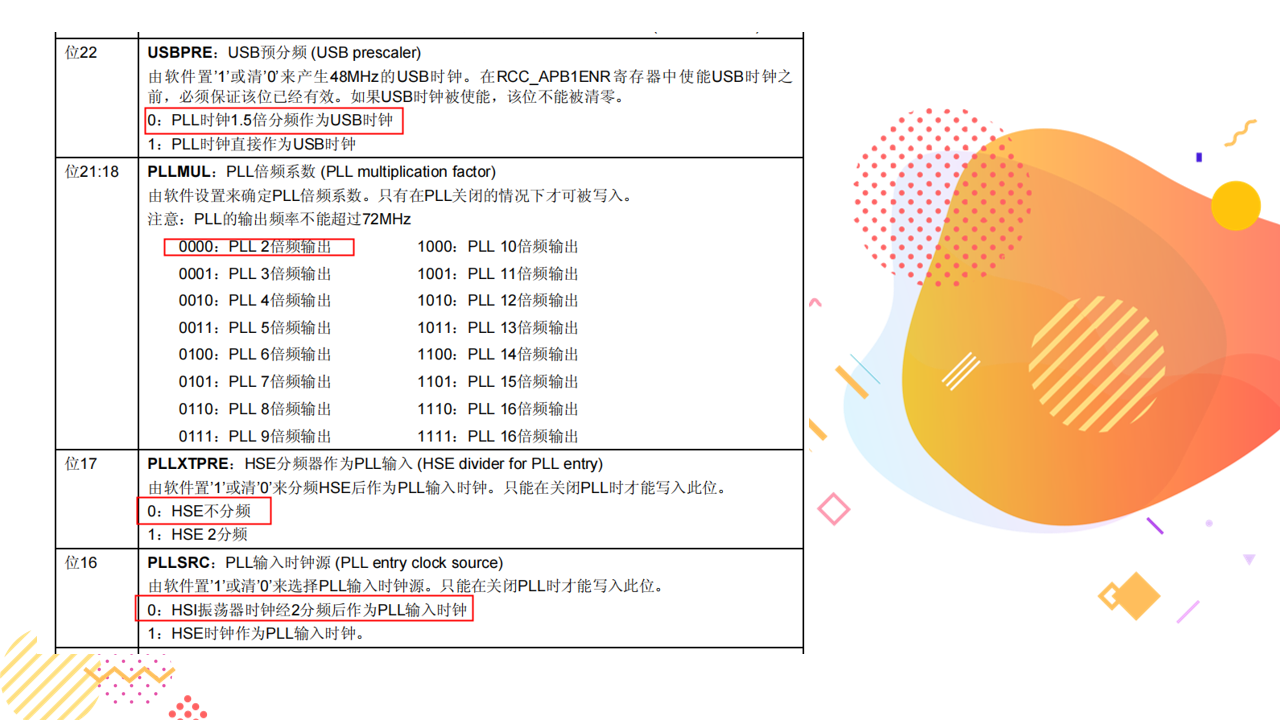 位22
USBPRE：USB预分频 (USB prescaler)
由软件置'1'或清'0'来产生48MHz的USB时钟。在RCC_APB1ENR寄存器中使能USB时钟之
前，必须保证该位已经有效。如果USB时钟被使能，该位不能被清零。
0：PLL时钟1.5倍分频作为USB时钟
1：PLL时钟直接作为USB时钟
位21:18
PLLMUL：PLL倍频系数 (PLL multiplication factor)
由软件设置来确定PLL倍频系数。只有在PLL关闭的情况下才可被写入。
注意：PLL的输出频率不能超过72MHz
0000：PLL 2倍频输出 1000：PLL 10倍频输出
0001：PLL 3倍频输出 1001：PLL 11倍频输出
0010：PLL 4倍频输出 1010：PLL 12倍频输出
0011：PLL 5倍频输出 1011：PLL 13倍频输出
0100：PLL 6倍频输出 1100：PLL 14倍频输出
0101：PLL 7倍频输出 1101：PLL 15倍频输出
0110：PLL 8倍频输出 1110：PLL 16倍频输出
0111：PLL 9倍频输出 1111：PLL 16倍频输出
位17
PLLXTPRE：HSE分频器作为PLL输入 (HSE divider for PLL entry)
由软件置'1'或清'0'来分频HSE后作为PLL输入时钟。只能在关闭PLL时才能写入此位。
0：HSE不分频
1：HSE 2分频
位16
PLLSRC：PLL输入时钟源 (PLL entry clock source)
由软件置'1'或清'0'来选择PLL输入时钟源。只能在关闭PLL时才能写入此位。
0：HSI振荡器时钟经2分频后作为PLL输入时钟
1：HSE时钟作为PLL输入时钟。